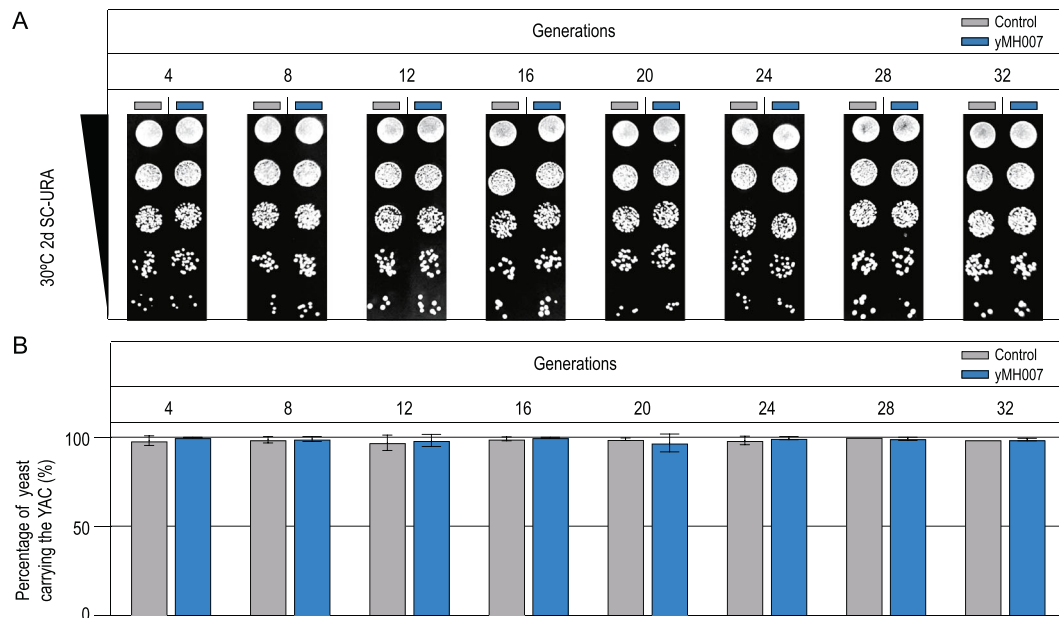 A
Generations
Control
yMH007
4 8 12 16 20 24 28 32
30ºC 2d SC-URA
B
Generations
Control
yMH007
4 8 12 16 20 24 28 32
Percentage of yeast
carrying the YAC (%)
100
50
0